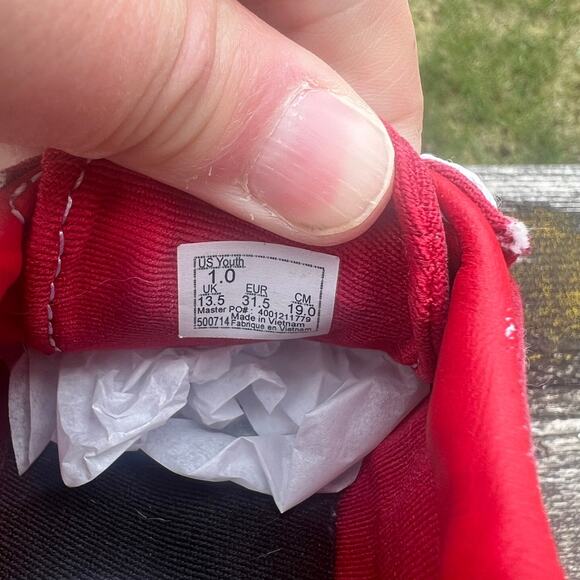 US Youth
1.0
UK EUR CM
13.5 31.5 19.0
Master PO#: 4001211779
Made in Vietnam
500714 Fabrique en Vietnam